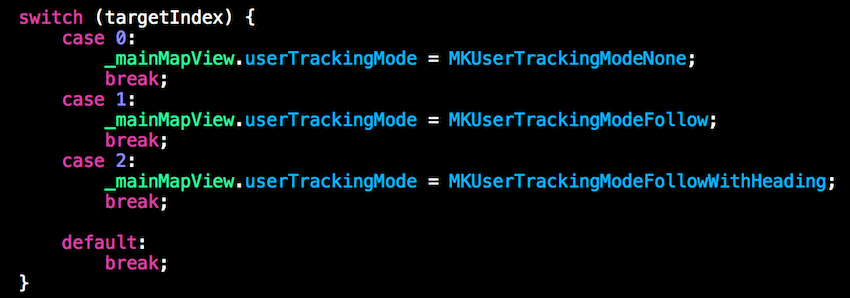 switch (targetIndex) {
    case 0:
        _mainMapView.userTrackingMode = MKUserTrackingModeNone;
        break;
    case 1:
        _mainMapView.userTrackingMode = MKUserTrackingModeFollow;
        break;
    case 2:
        _mainMapView.userTrackingMode = MKUserTrackingModeFollowWithHeading;
        break;

    default:
        break;
}